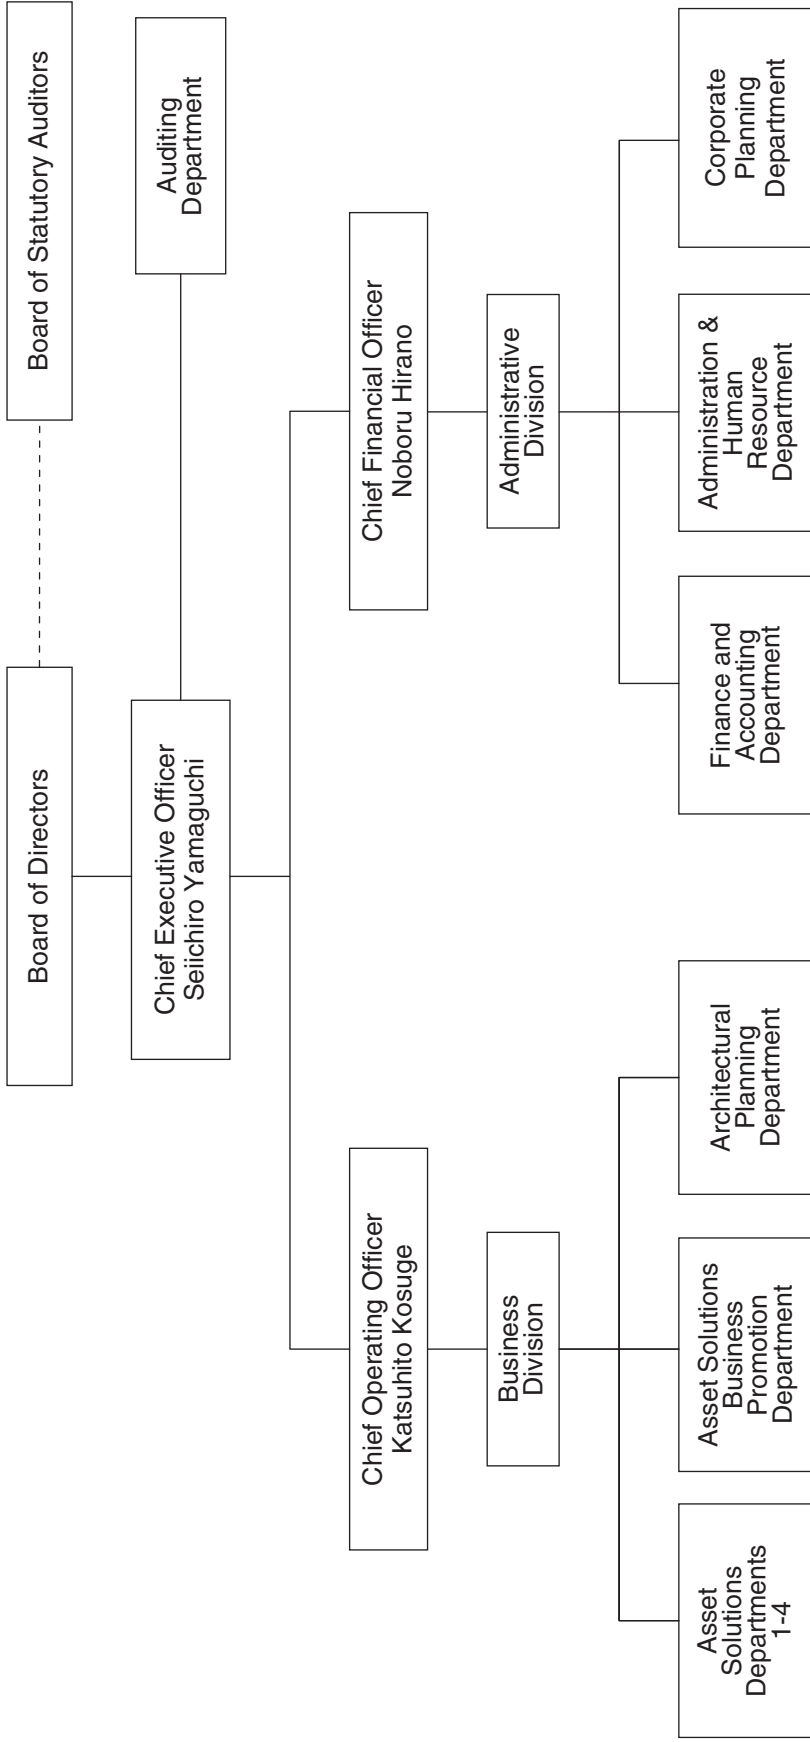 Board of Directors
Board of Statutory Auditors
Chief Executive Officer
Seiichiro Yamaguchi
Auditing
Department
Chief Operating Officer
Katsuhito Kosuge
Chief Financial Officer
Noboru Hirano
Business
Division
Administrative
Division
Asset
Solutions
Departments
1-4
Asset Solutions
Business
Promotion
Department
Architectural
Planning
Department
Finance and
Accounting
Department
Administration &
Human
Resource
Department
Corporate
Planning
Department